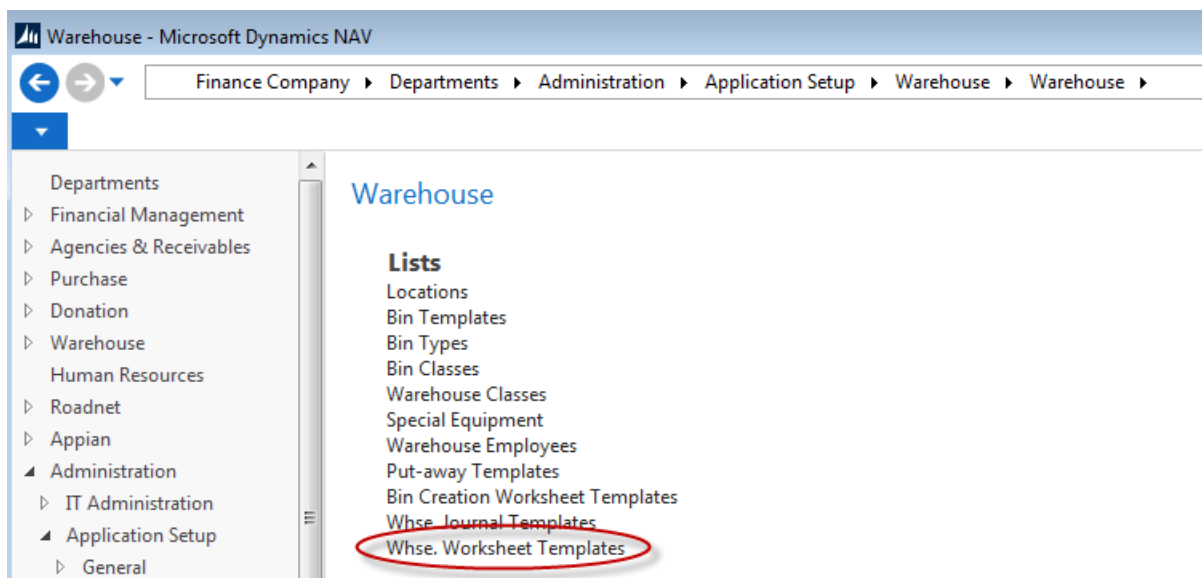 Warehouse - Microsoft Dynamics NAV
Finance Company Departments Administration Application Setup Warehouse Warehouse
Departments
Financial Management
Agencies & Receivables
Purchase
Donation
Warehouse
Human Resources
Roadnet
Appian
Administration
IT Administration
Application Setup
General
Warehouse
Lists
Locations
Bin Templates
Bin Types
Bin Classes
Warehouse Classes
Special Equipment
Warehouse Employees
Put-away Templates
Bin Creation Worksheet Templates
Whse. Journal Templates
Whse. Worksheet Templates